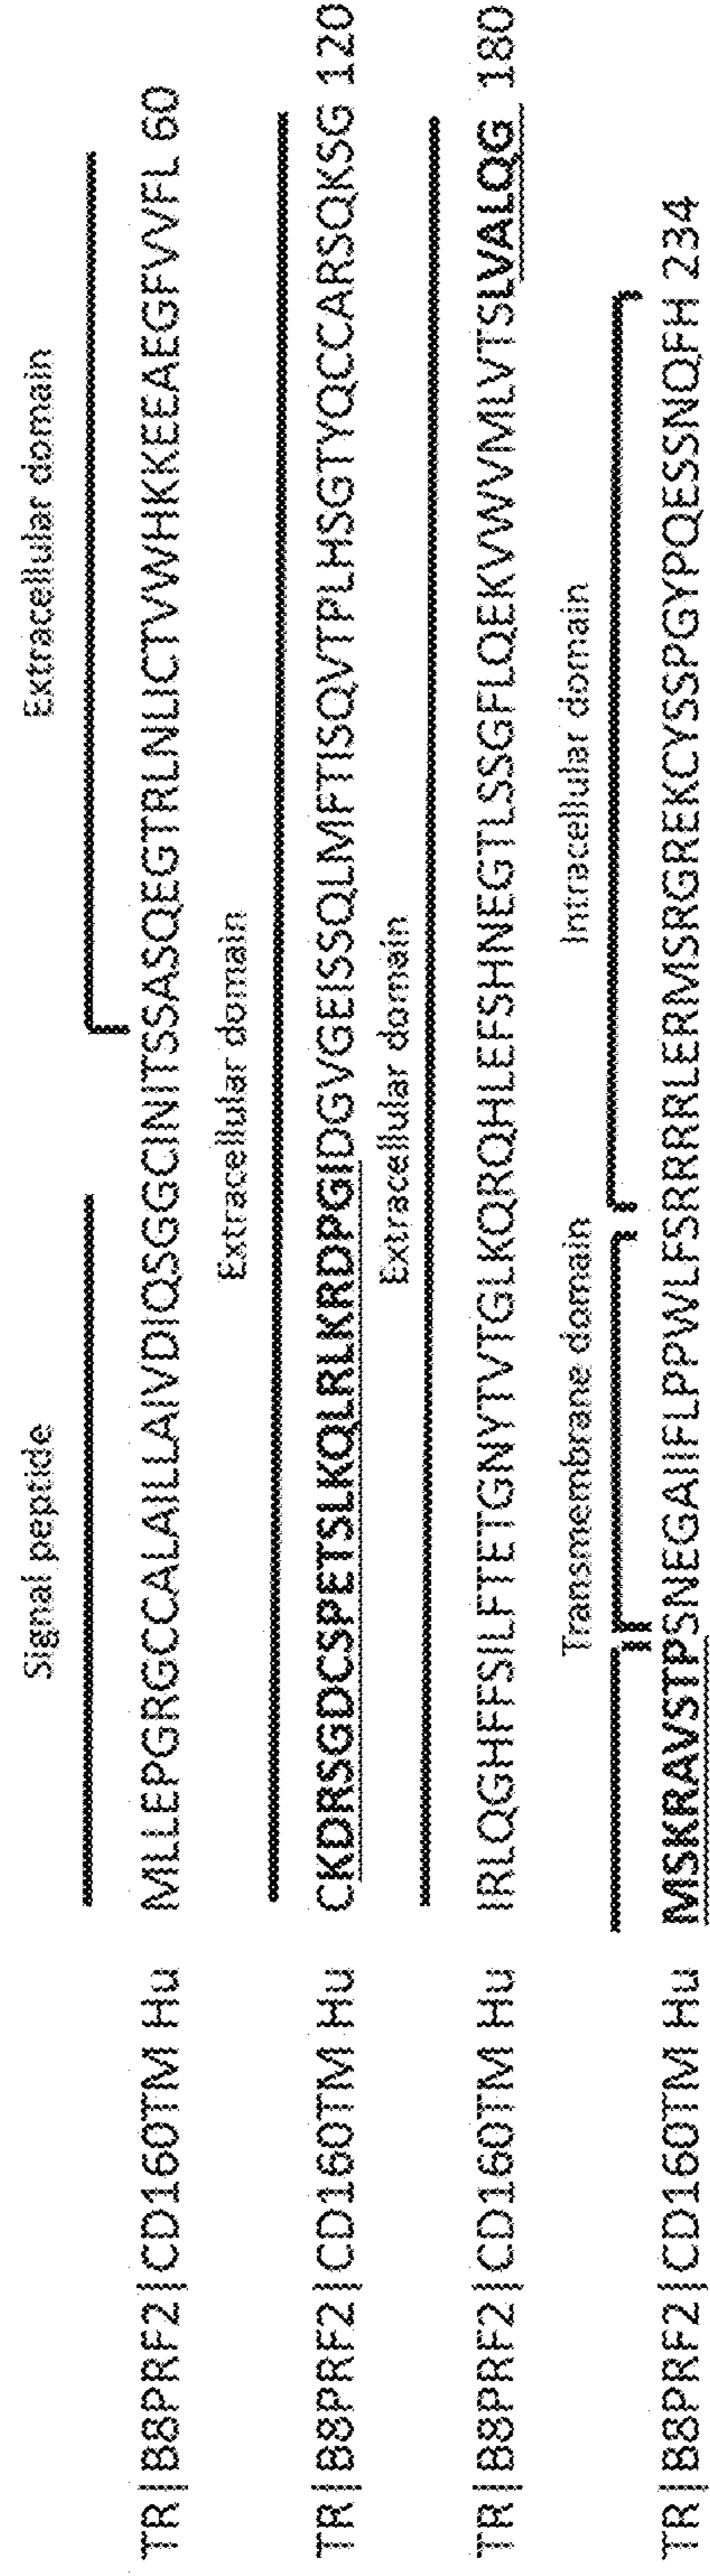 Signal peptide Extracellular domain
TR|B8PRF2|CD160TM Hu MLLEPGRGCCALAILLAIVDIQSGGCINITSSASQEGTRLNLICTVWHKKEEAEGFVVFL 60
Extracellular domain
TR|B8PRF2|CD160TM Hu CKDRSGDCSPETSLKQLRLKRDPGIDGVGEISSQLMFTISQVTPLHSGTYQCCARSQKSG 120
Extracellular domain
TR|B8PRF2|CD160TM Hu IRLQGHFFSILFTETGNYTVTGLKQRQHLEFSHNEGTLSSGFLQEKVWVMLVTSLVALQG 180
Transmembrane domain Intracellular domain
TR|B8PRF2|CD160TM Hu MSKRAVSTPSNEGAIIFLPPWLFSRRRRLERMSRGREKCYSSPGYPQESSNQFH 234